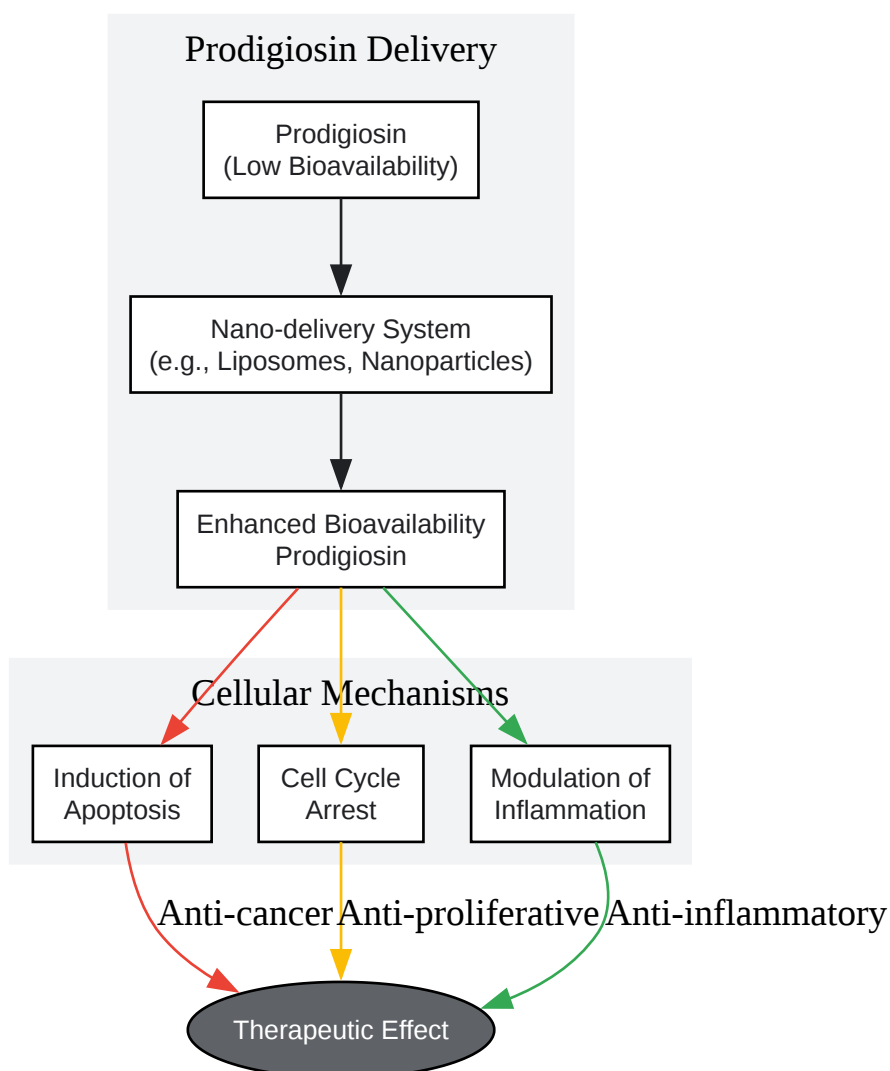 Prodigiosin Delivery
Prodigiosin
(Low Bioavailability)
Nano-delivery System
(e.g., Liposomes, Nanoparticles)
Enhanced Bioavailability
Prodigiosin
Cellular Mechanisms
Induction of
Apoptosis
Cell Cycle
Arrest
Modulation of
Inflammation
Anti-cancer
Anti-proliferative
Anti-inflammatory
Therapeutic Effect